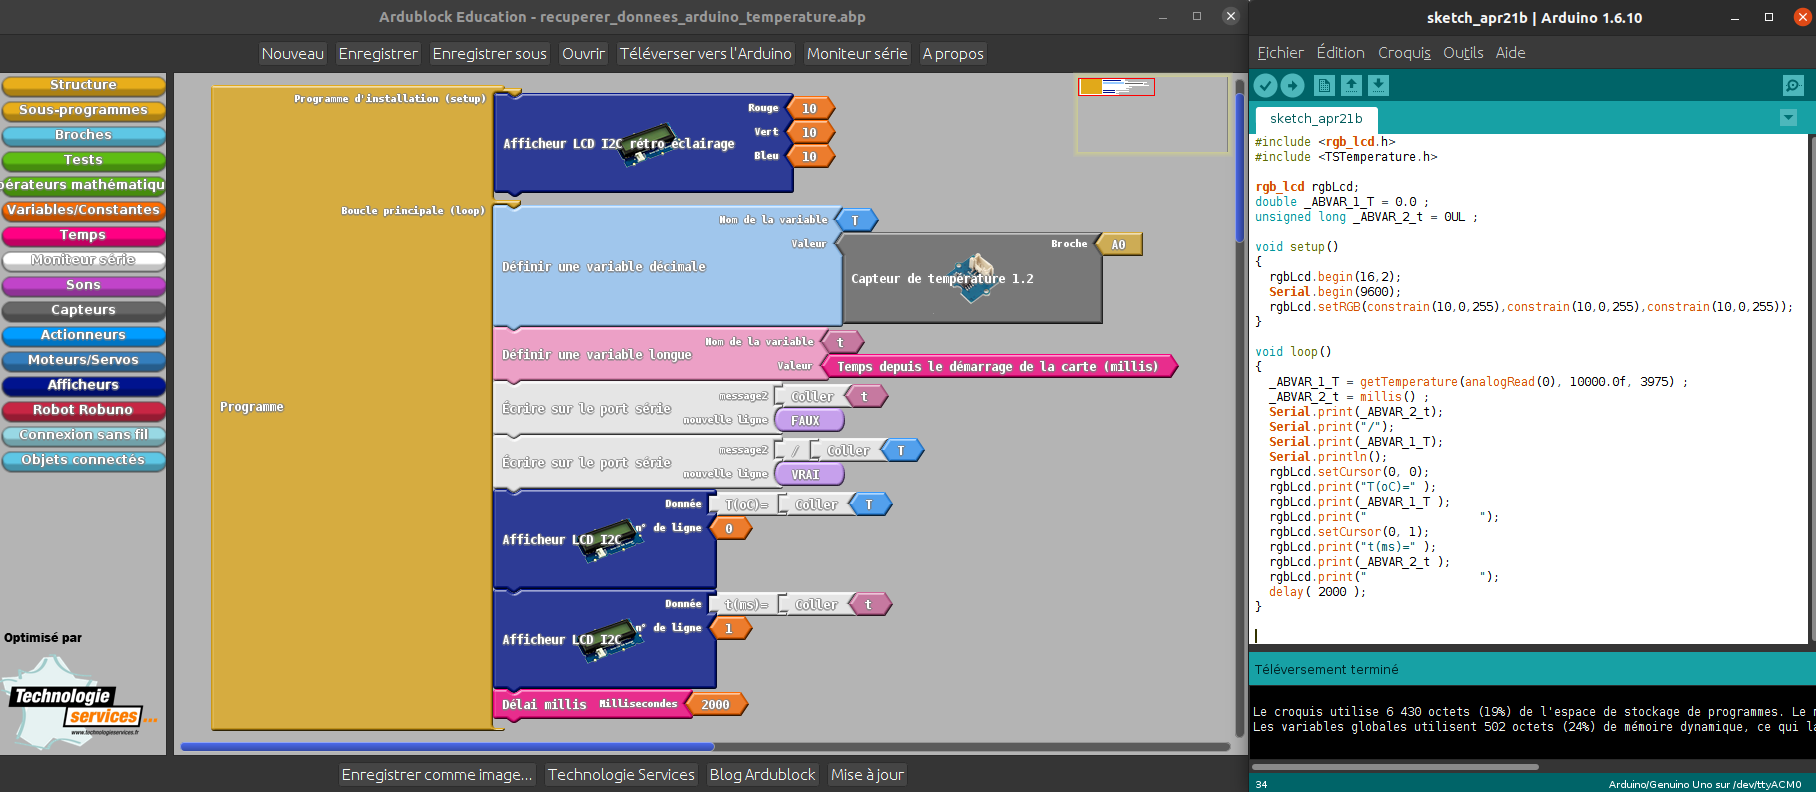 Ardublock Education - recuperer_donnees_arduino_temperature.abp
Nouveau Enregistrer Enregistrer sous Ouvrir Téléverser vers l'Arduino Moniteur série A propos
Structure
Sous-programmes
Broches
Tests
pérateurs mathématiqu
Variables/Constantes
Temps
Moniteur série
Sons
Capteurs
Actionneurs
Moteurs/Servos
Afficheurs
Robot Robuno
Connexion sans fil
Objets connectés
Optimisé par
Technologie
services...
www.technologieservices.fr
Programme
Programme d'installation (setup)
Afficheur LCD I2C rétro éclairage
Rouge 10
Vert 10
Bleu 10
Boucle principale (loop)
Définir une variable décimale
Nom de la variable T
Valeur
Capteur de température 1.2
Broche A0
Définir une variable longue
Nom de la variable t
Valeur Temps depuis le démarrage de la carte (millis)
Écrire sur le port série
message2 Coller t
nouvelle ligne FAUX
Écrire sur le port série
message2 / Coller T
nouvelle ligne VRAI
Afficheur LCD I2C
Donnée T(oC)= Coller T
n° de ligne 0
Afficheur LCD I2C
Donnée t(ms)= Coller t
n° de ligne 1
Délai millis Millisecondes 2000
Enregistrer comme image... Technologie Services Blog Ardublock Mise à jour
sketch_apr21b | Arduino 1.6.10
Fichier Édition Croquis Outils Aide
sketch_apr21b
#include <rgb_lcd.h>
#include <TSTemperature.h>
rgb_lcd rgbLcd;
double _ABVAR_1_T = 0.0 ;
unsigned long _ABVAR_2_t = 0UL ;
void setup()
{
rgbLcd.begin(16,2);
Serial.begin(9600);
rgbLcd.setRGB(constrain(10,0,255),constrain(10,0,255),constrain(10,0,255));
}
void loop()
{
_ABVAR_1_T = getTemperature(analogRead(0), 10000.0f, 3975) ;
_ABVAR_2_t = millis() ;
Serial.print(_ABVAR_2_t);
Serial.print("/");
Serial.print(_ABVAR_1_T);
Serial.println();
rgbLcd.setCursor(0, 0);
rgbLcd.print("T(oC)=" );
rgbLcd.print(_ABVAR_1_T );
rgbLcd.print("                ");
rgbLcd.setCursor(0, 1);
rgbLcd.print("t(ms)=" );
rgbLcd.print(_ABVAR_2_t );
rgbLcd.print("                ");
delay( 2000 );
}
Téléversement terminé
Le croquis utilise 6 430 octets (19%) de l'espace de stockage de programmes. Le m
Les variables globales utilisent 502 octets (24%) de mémoire dynamique, ce qui la
34 Arduino/Genuino Uno sur /dev/ttyACM0